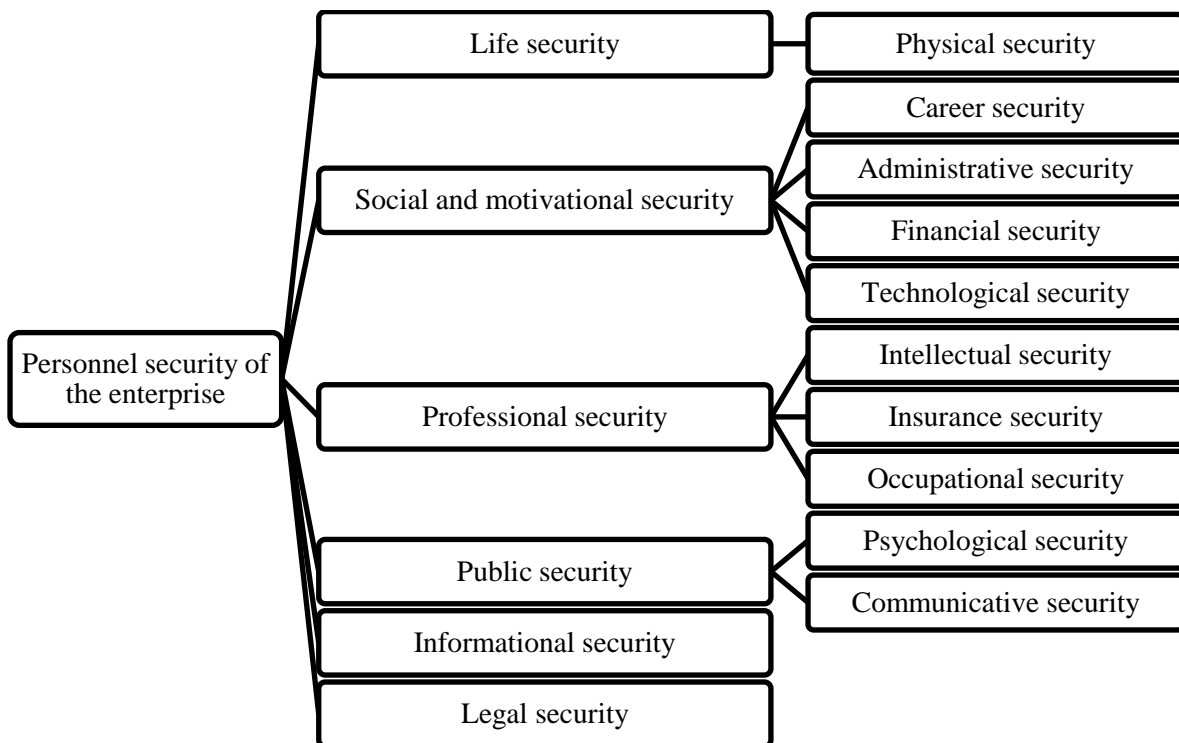 Life security
Physical security
Career security
Administrative security
Social and motivational security
Financial security
Technological security
Personnel security of
the enterprise
Intellectual security
Professional security
Insurance security
Occupational security
Psychological security
Public security
Communicative security
Informational security
Legal security